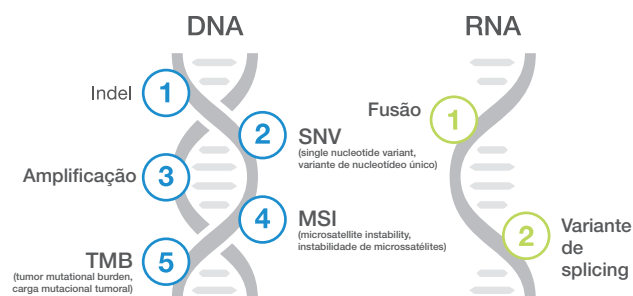 DNA
Indel
1
2
SNV
(single nucleotide variant,
variante de nucleotídeo único)
Amplificação
3
4
MSI
(microsatellite instability,
instabilidade de microssatélites)
TMB
(tumor mutational burden,
carga mutacional tumoral)
5
RNA
Fusão
1
2
Variante
de
splicing